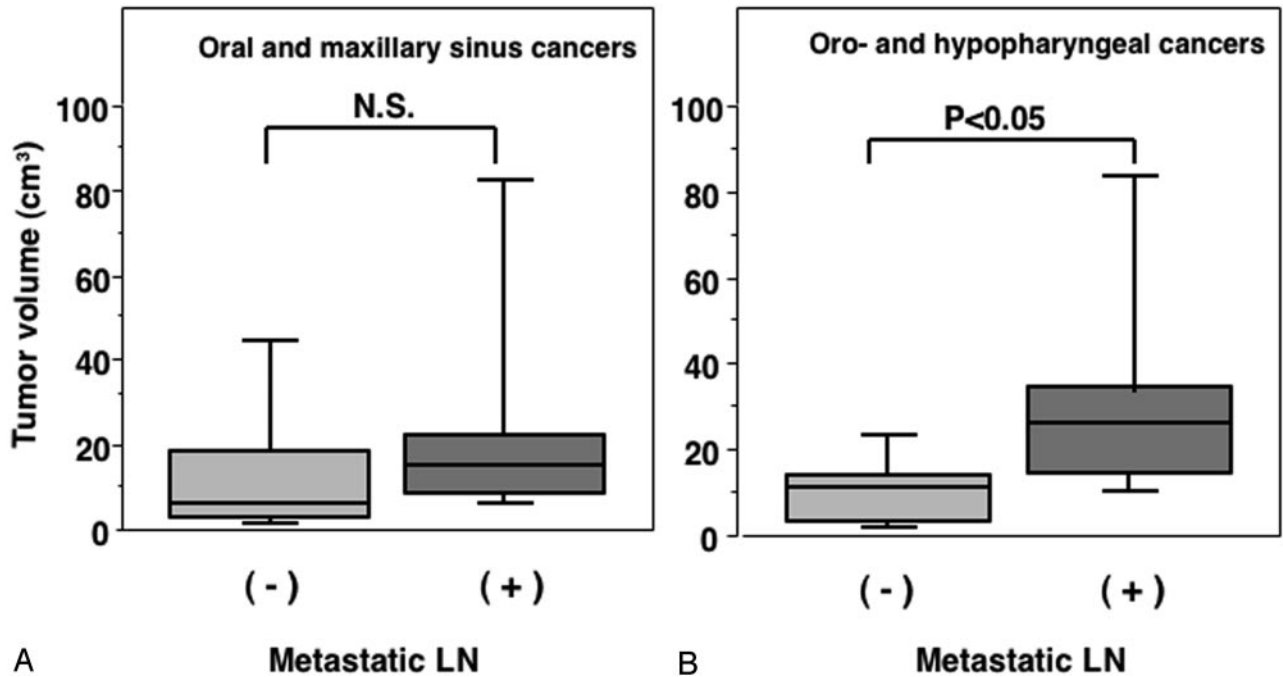 Oral and maxillary sinus cancers
N.S.
Tumor volume (cm³)
100
80
60
40
20
0
( - )
( + )
A
Metastatic LN
Oro- and hypopharyngeal cancers
P<0.05
100
80
60
40
20
0
( - )
( + )
B
Metastatic LN